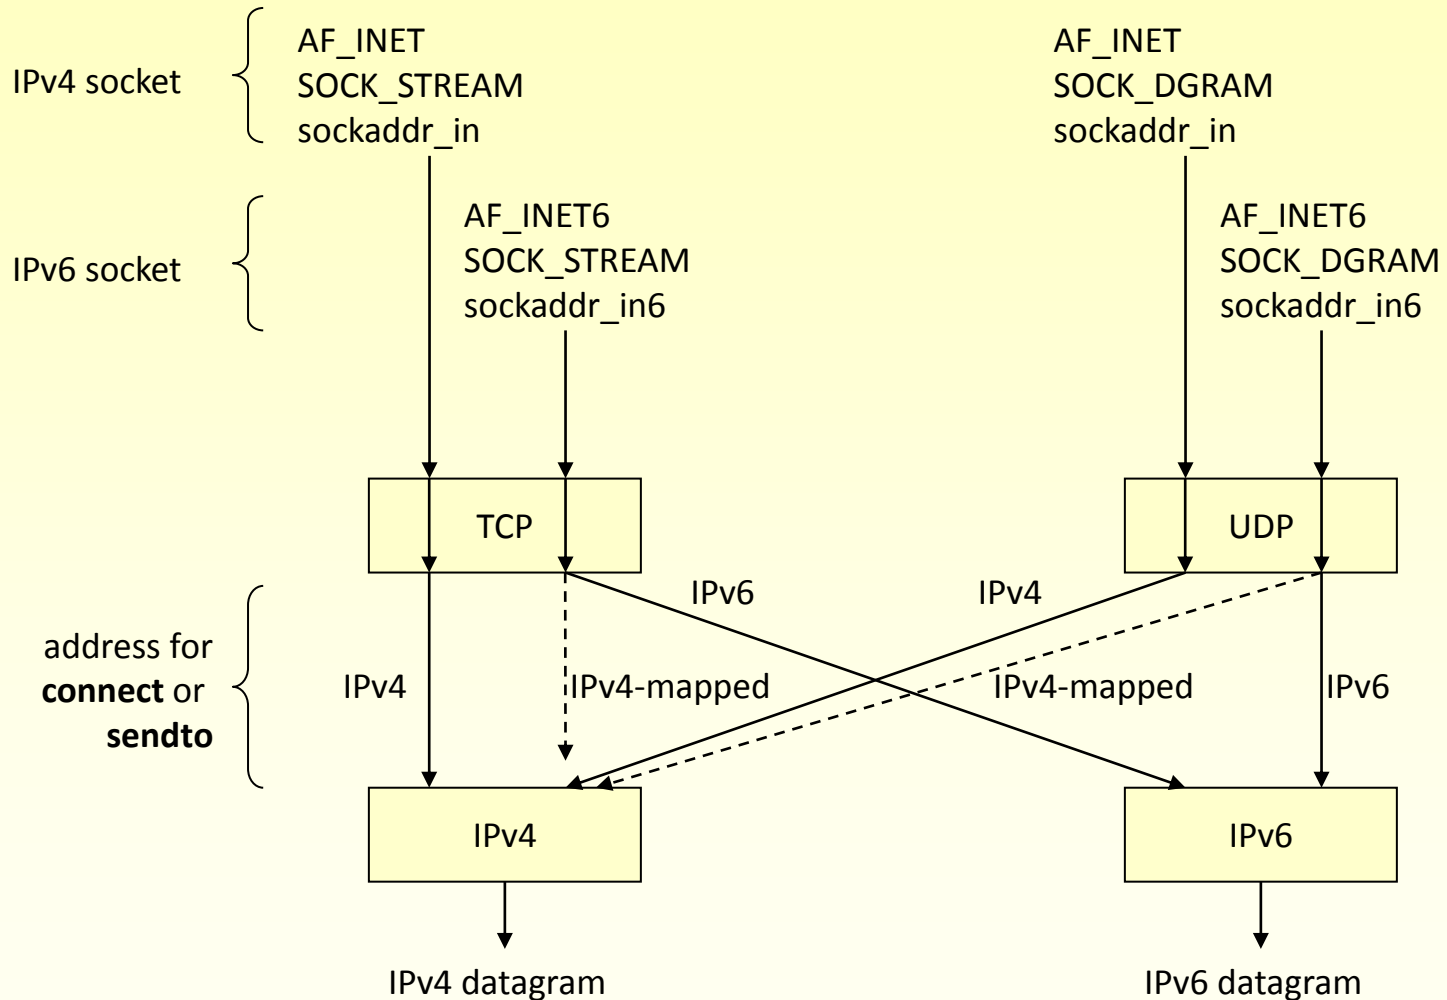 IPv4 socket
AF_INET
SOCK_STREAM
sockaddr_in
AF_INET
SOCK_DGRAM
sockaddr_in
IPv6 socket
AF_INET6
SOCK_STREAM
sockaddr_in6
AF_INET6
SOCK_DGRAM
sockaddr_in6
TCP
UDP
IPv6
IPv4
address for
connect or
sendto
IPv4
IPv4-mapped
IPv4-mapped
IPv6
IPv4
IPv6
IPv4 datagram
IPv6 datagram